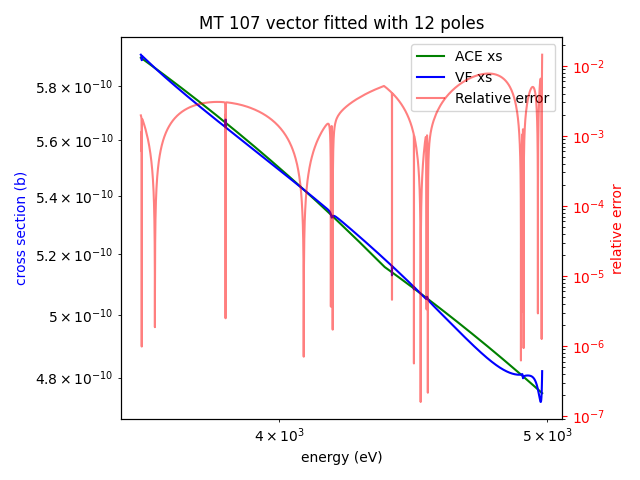 MT 107 vector fitted with 12 poles
ACE xs
VF xs
Relative error
cross section (b)
5.8 × 10⁻¹⁰
5.6 × 10⁻¹⁰
5.4 × 10⁻¹⁰
5.2 × 10⁻¹⁰
5 × 10⁻¹⁰
4.8 × 10⁻¹⁰
10⁻²
10⁻³
10⁻⁴
10⁻⁵
10⁻⁶
10⁻⁷
relative error
4 × 10³
5 × 10³
energy (eV)